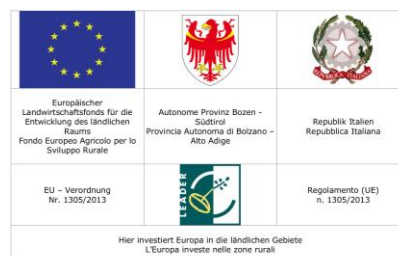 Europäischer
Landwirtschaftsfonds für die
Entwicklung des ländlichen
Raums
Fondo Europeo Agricolo per lo
Sviluppo Rurale
Autonome Provinz Bozen -
Südtirol
Provincia Autonoma di Bolzano –
Alto Adige
Republik Italien
Repubblica Italiana
EU – Verordnung
Nr. 1305/2013
LEADER
Regolamento (UE)
n. 1305/2013
Hier investiert Europa in die ländlichen Gebiete
L'Europa investe nelle zone rurali